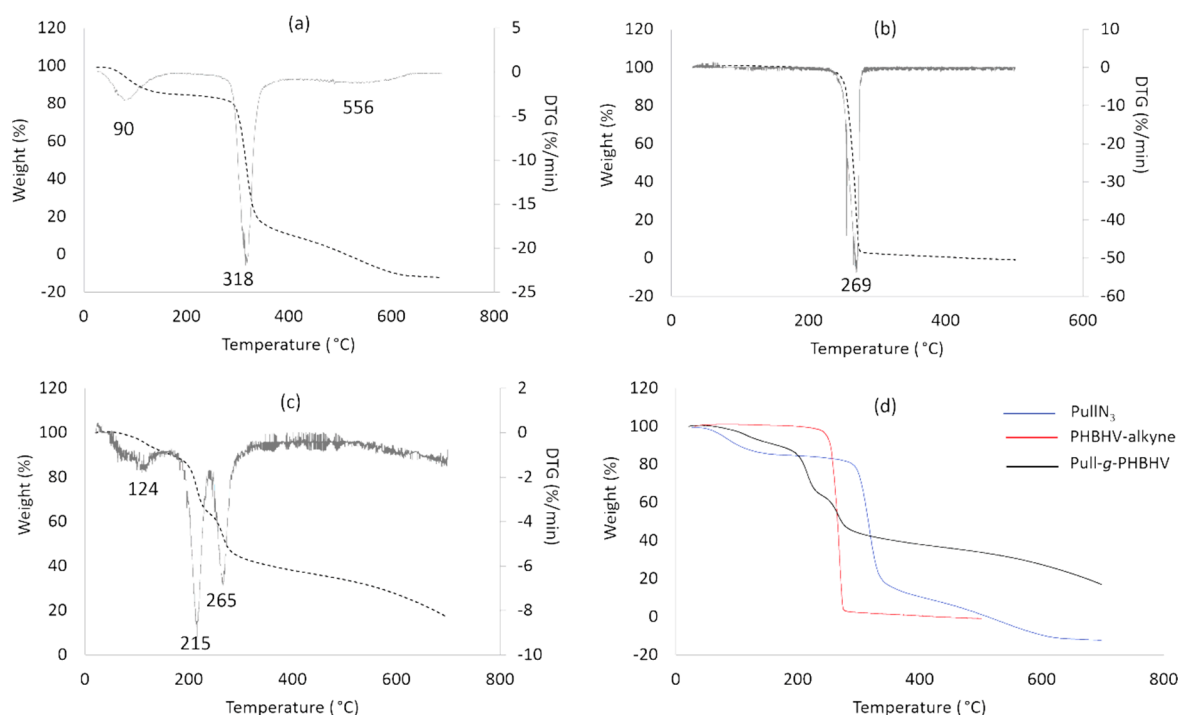 (a)
120
100
80
60
40
20
0
-20
Weight (%)
5
0
-5
-10
-15
-20
-25
DTG (%/min)
90
318
556
0 200 400 600 800
Temperature (°C)
(b)
120
100
80
60
40
20
0
-20
Weight (%)
10
0
-10
-20
-30
-40
-50
-60
DTG (%/min)
269
0 200 400 600
Temperature (°C)
(c)
120
100
80
60
40
20
0
Weight (%)
2
0
-2
-4
-6
-8
-10
DTG (%/min)
124
215
265
0 200 400 600 800
Temperature (°C)
(d)
120
100
80
60
40
20
0
-20
Weight (%)
PullN₃
PHBHV-alkyne
Pull-g-PHBHV
0 200 400 600 800
Temperature (°C)